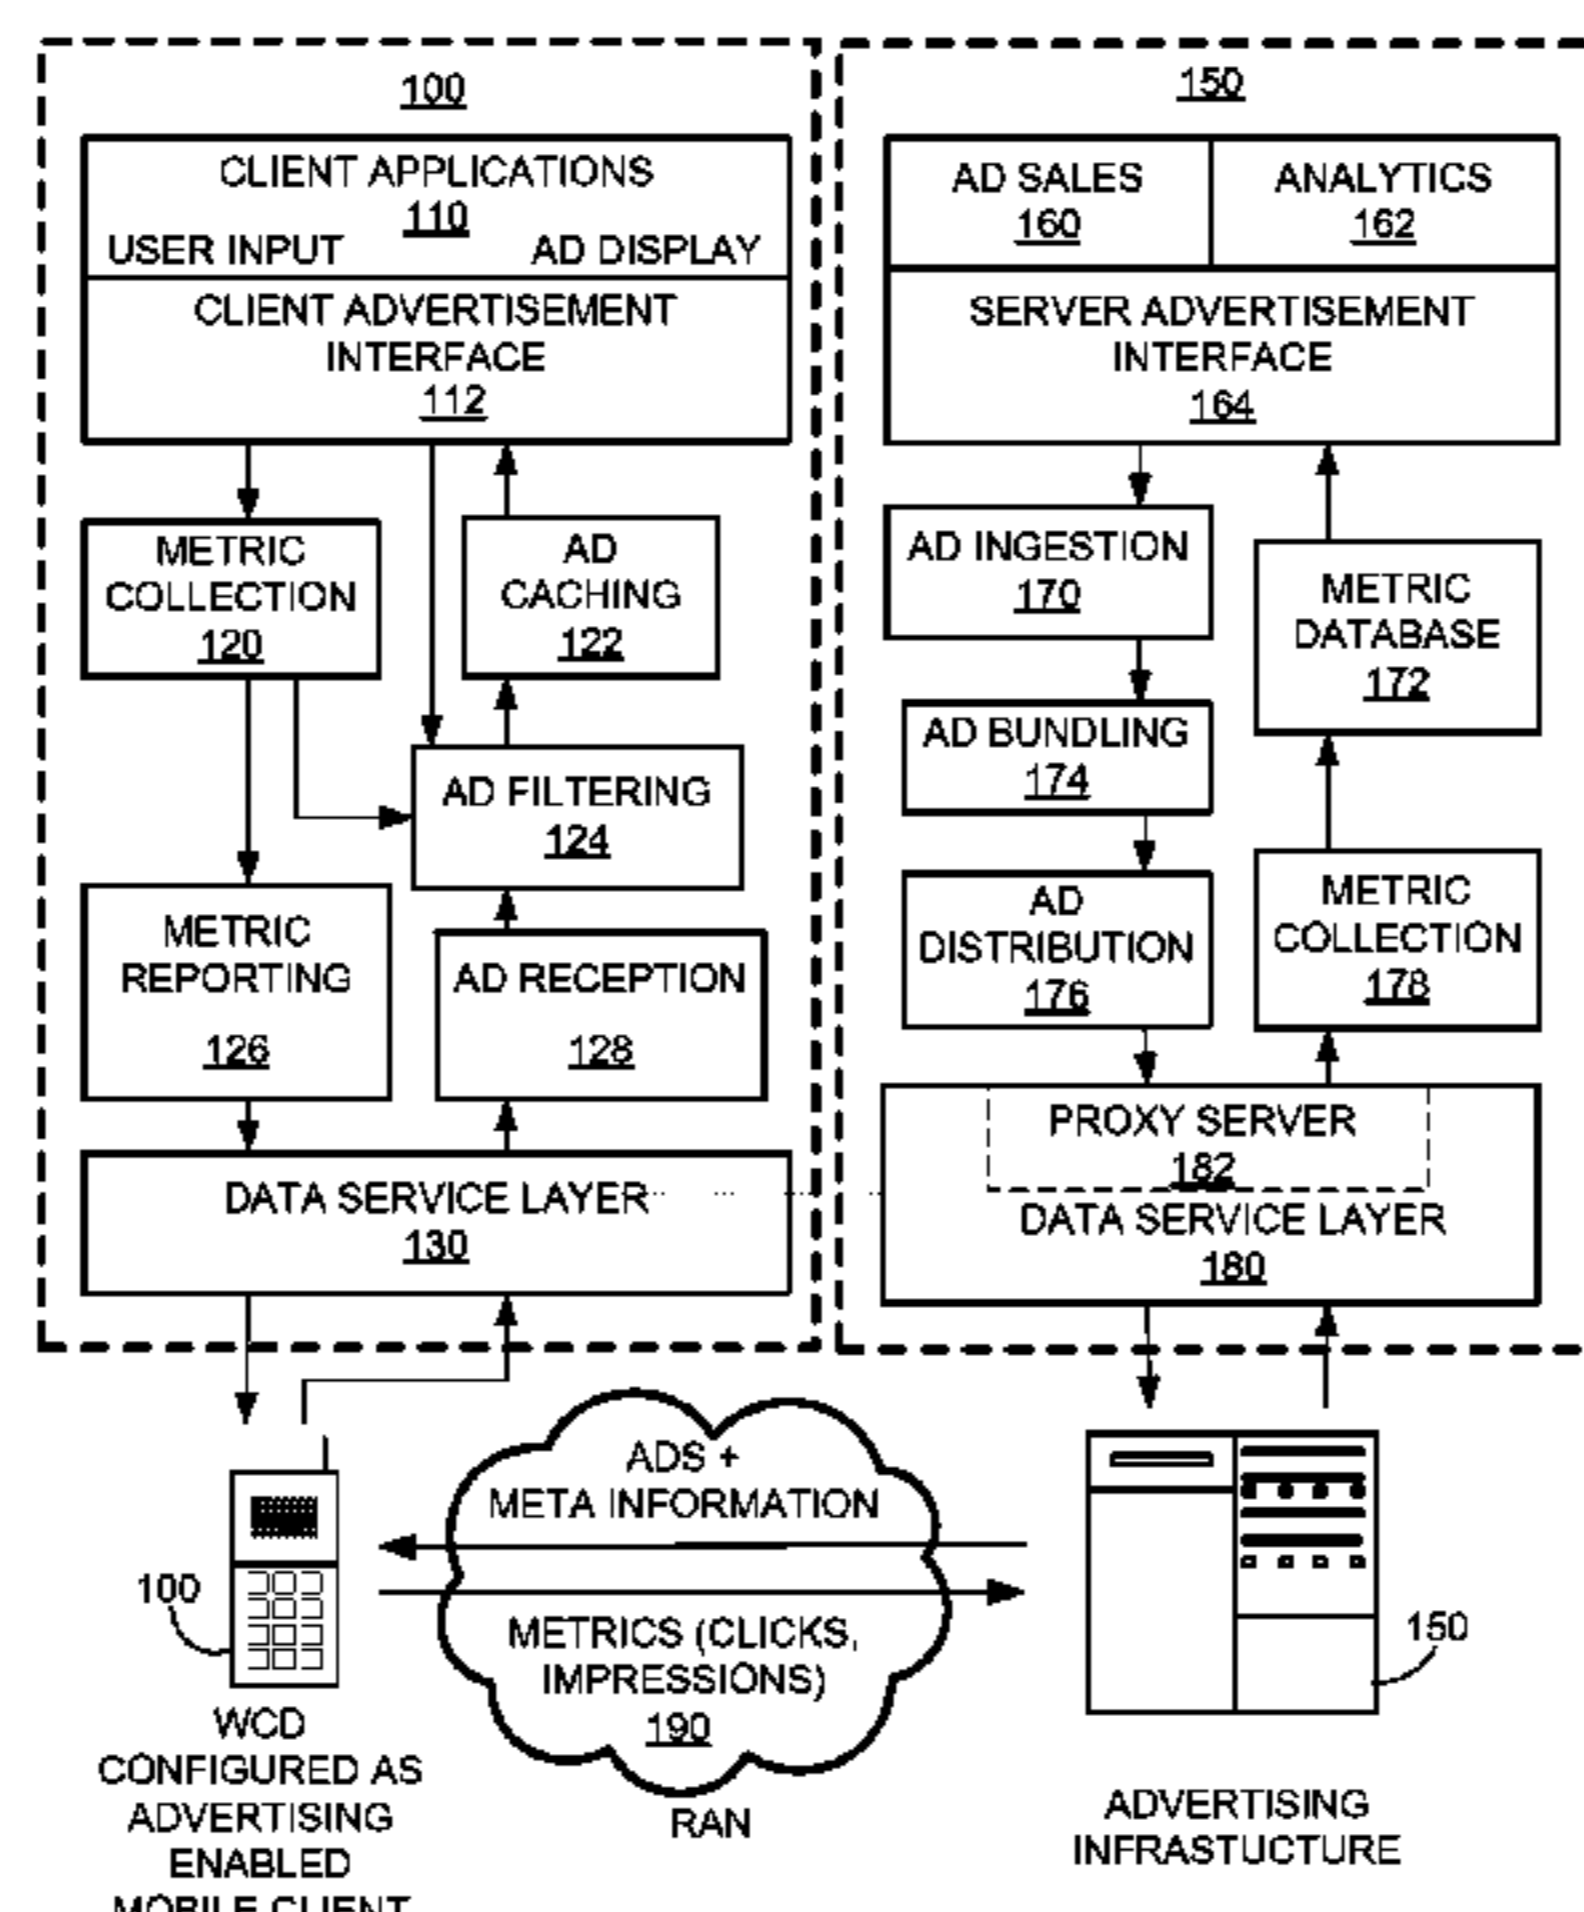 100
CLIENT APPLICATIONS
110
USER INPUT
AD DISPLAY
CLIENT ADVERTISEMENT
INTERFACE
112
METRIC
COLLECTION
120
AD
CACHING
122
AD FILTERING
124
METRIC
REPORTING
126
AD RECEPTION
128
DATA SERVICE LAYER
130
150
AD SALES
160
ANALYTICS
162
SERVER ADVERTISEMENT
INTERFACE
164
AD INGESTION
170
METRIC
DATABASE
172
AD BUNDLING
174
AD
DISTRIBUTION
176
METRIC
COLLECTION
178
PROXY SERVER
182
DATA SERVICE LAYER
180
100
WCD
CONFIGURED AS
ADVERTISING
ENABLED
MOBILE CLIENT
ADS +
META INFORMATION
METRICS (CLICKS,
IMPRESSIONS)
190
RAN
150
ADVERTISING
INFRASTUCTURE